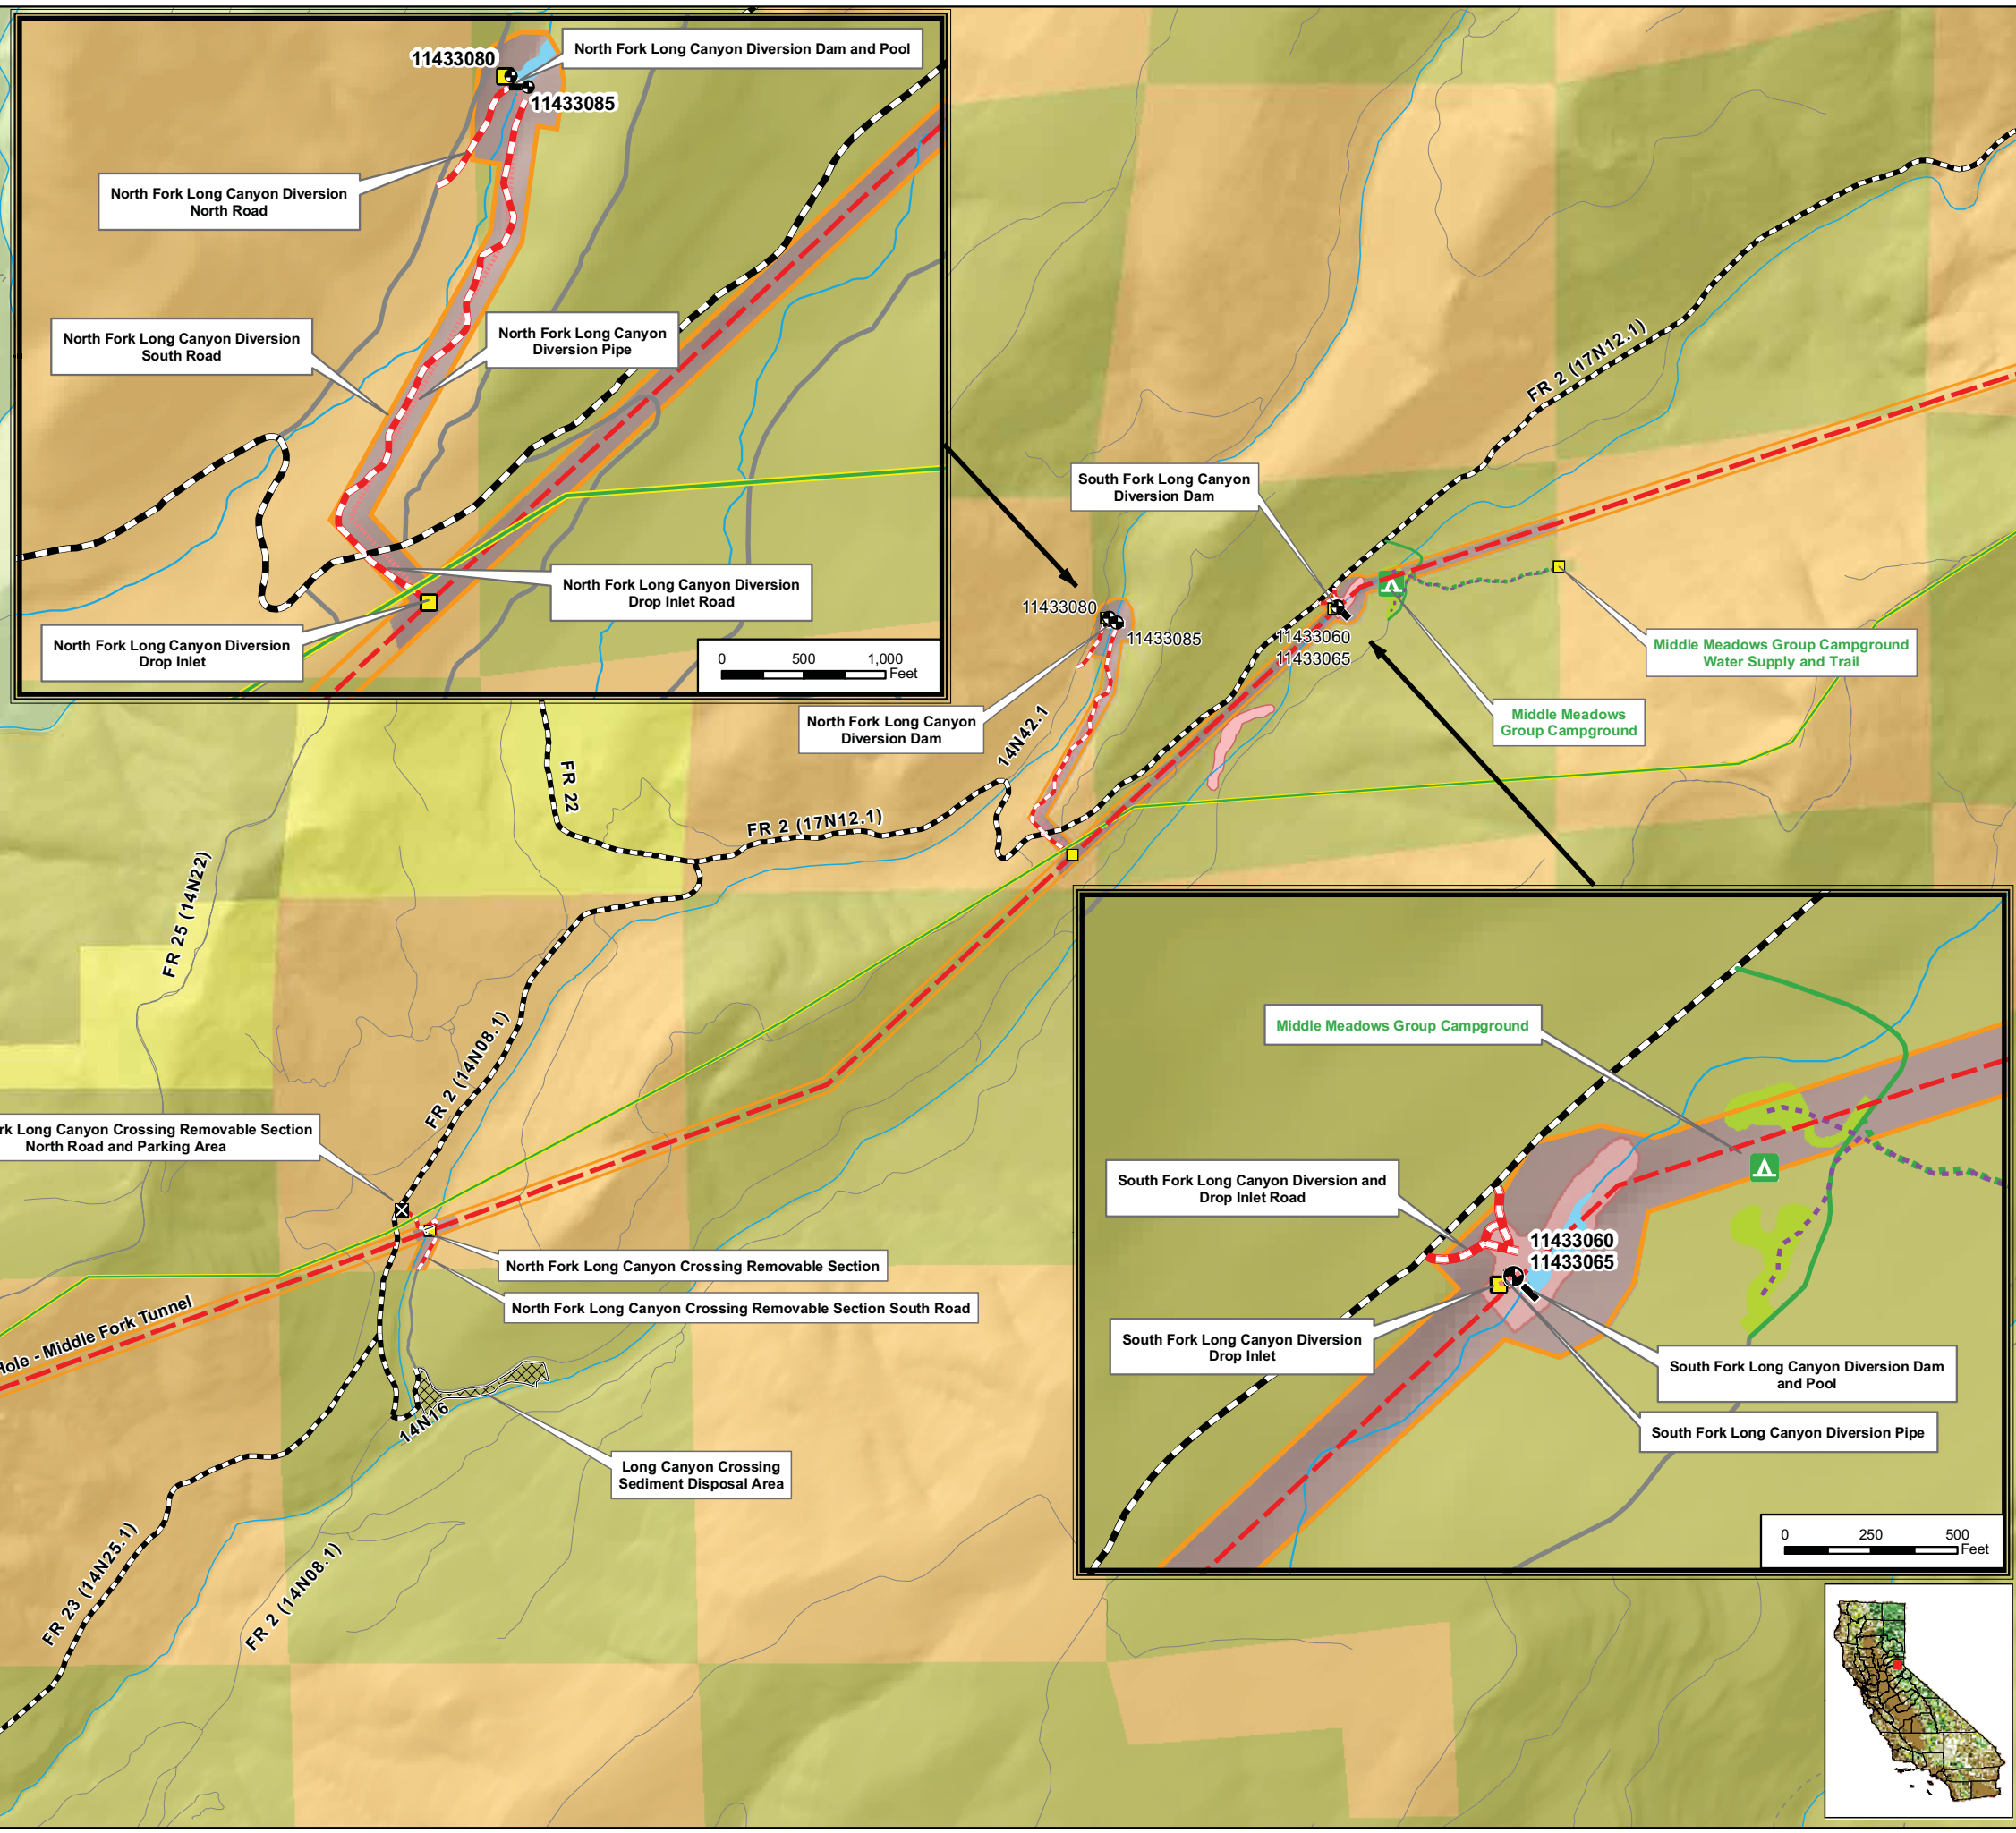 11433080
North Fork Long Canyon Diversion Dam and Pool
11433085
North Fork Long Canyon Diversion
North Road
North Fork Long Canyon Diversion
South Road
North Fork Long Canyon
Diversion Pipe
North Fork Long Canyon Diversion
Drop Inlet Road
North Fork Long Canyon Diversion
Drop Inlet
0 500 1,000
Feet
FR 2 (17N12.1)
South Fork Long Canyon
Diversion Dam
11433080
11433085
11433060
11433065
Middle Meadows Group Campground
Water Supply and Trail
Middle Meadows
Group Campground
North Fork Long Canyon
Diversion Dam
14N42.1
FR 22
FR 2 (17N12.1)
FR 25 (14N22)
FR 2 (14N08.1)
rk Long Canyon Crossing Removable Section
North Road and Parking Area
North Fork Long Canyon Crossing Removable Section
North Fork Long Canyon Crossing Removable Section South Road
Hole - Middle Fork Tunnel
14N16
Long Canyon Crossing
Sediment Disposal Area
FR 23 (14N25.1)
FR 2 (14N08.1)
Middle Meadows Group Campground
South Fork Long Canyon Diversion and
Drop Inlet Road
11433060
11433065
South Fork Long Canyon Diversion
Drop Inlet
South Fork Long Canyon Diversion Dam
and Pool
South Fork Long Canyon Diversion Pipe
0 250 500
Feet